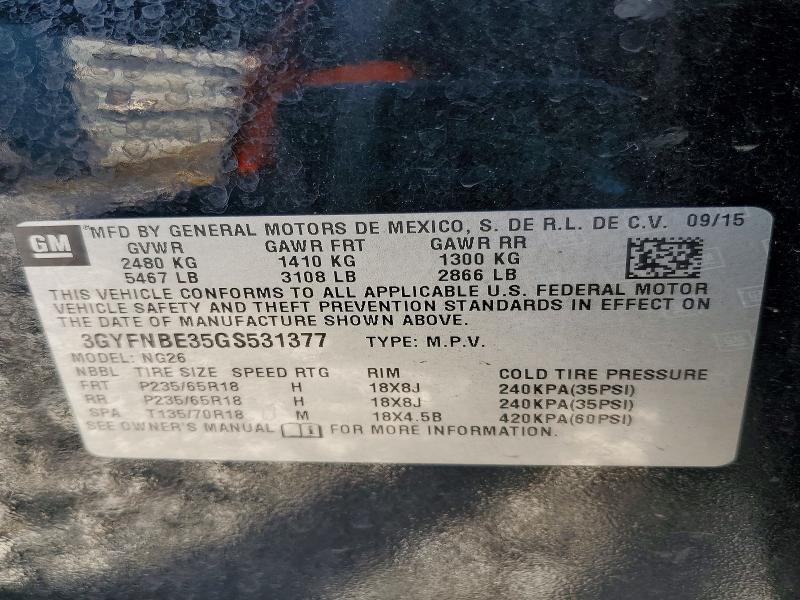 GM
MFD BY GENERAL MOTORS DE MEXICO, S. DE R.L. DE C.V. 09/15
GVWR GAWR FRT GAWR RR
2480 KG 1410 KG 1300 KG
5467 LB 3108 LB 2866 LB
THIS VEHICLE CONFORMS TO ALL APPLICABLE U.S. FEDERAL MOTOR
VEHICLE SAFETY AND THEFT PREVENTION STANDARDS IN EFFECT ON
THE DATE OF MANUFACTURE SHOWN ABOVE.
3GYFNBE35GS531377 TYPE: M.P.V.
MODEL: NG26
NBBL TIRE SIZE SPEED RTG RIM COLD TIRE PRESSURE
FRT P235/65R18 H 18X8J 240KPA(35PSI)
RR P235/65R18 H 18X8J 240KPA(35PSI)
SPA T135/70R18 M 18X4.5B 420KPA(60PSI)
SEE OWNER'S MANUAL FOR MORE INFORMATION.